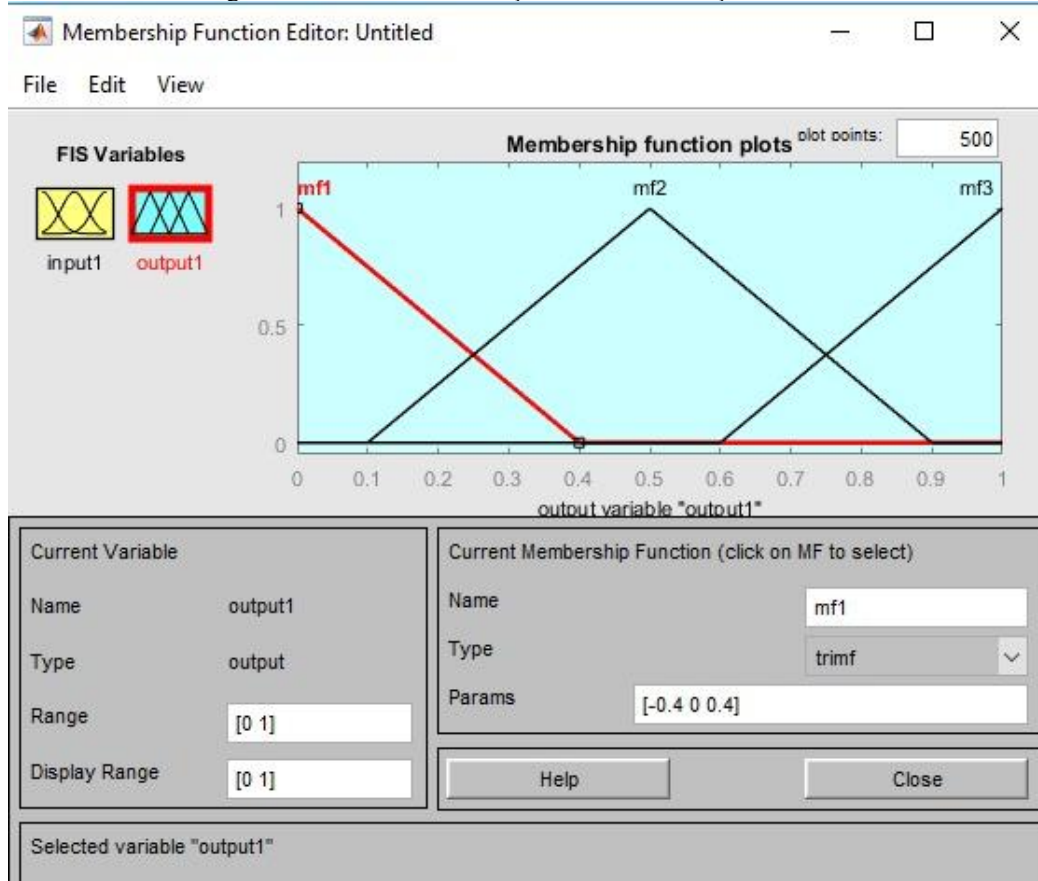 Membership Function Editor: Untitled
File Edit View
FIS Variables
input1 output1
Membership function plots
plot points: 500
mf1 mf2 mf3
1
0.5
0
0 0.1 0.2 0.3 0.4 0.5 0.6 0.7 0.8 0.9 1
output variable "output1"
Current Variable
Name output1
Type output
Range [0 1]
Display Range [0 1]
Current Membership Function (click on MF to select)
Name mf1
Type trimf
Params [-0.4 0 0.4]
Help Close
Selected variable "output1"